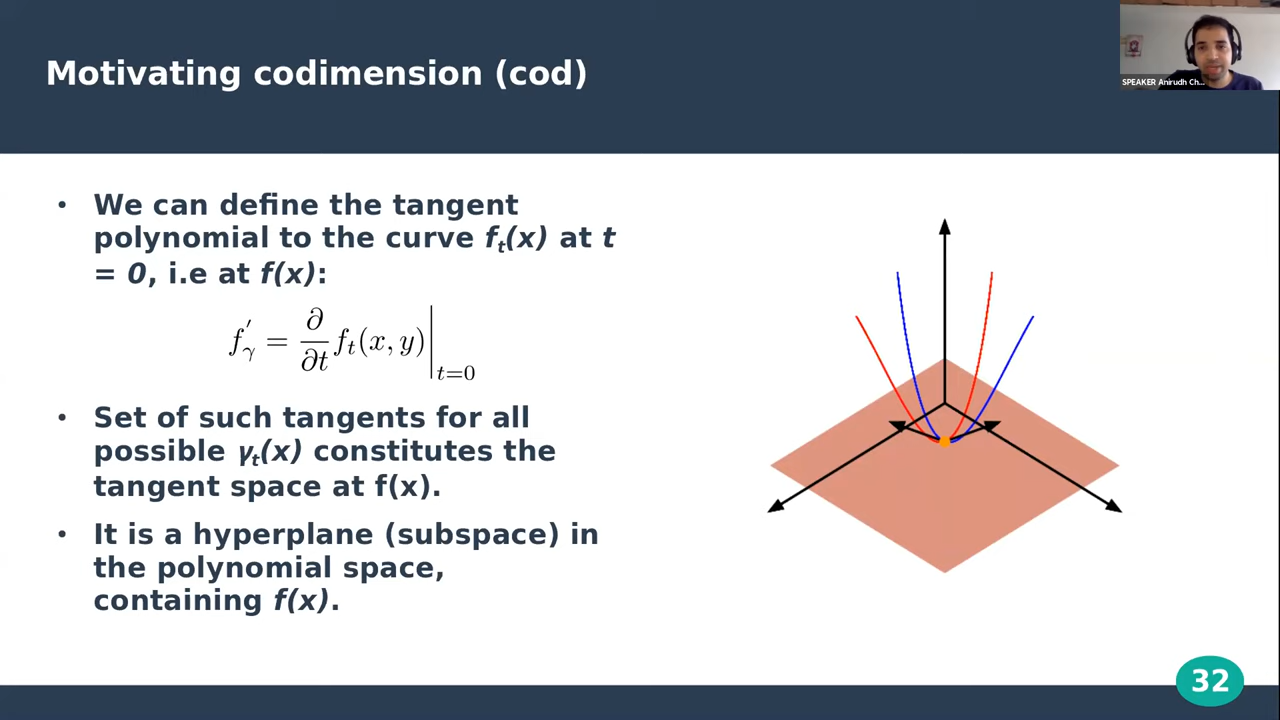 Motivating codimension (cod)
SPEAKER Anirudh Ch...
• We can define the tangent
polynomial to the curve fₜ(x) at t
= 0, i.e at f(x):
f'_γ = ∂/∂t fₜ(x, y)|ₜ₌₀
• Set of such tangents for all
possible γₜ(x) constitutes the
tangent space at f(x).
• It is a hyperplane (subspace) in
the polynomial space,
containing f(x).
32